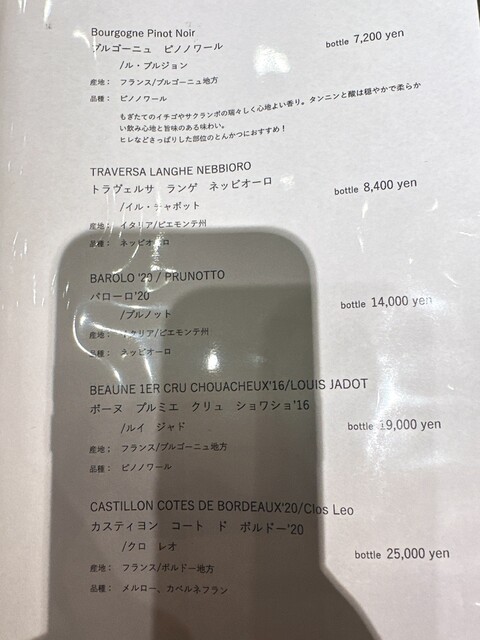 Bourgogne Pinot Noir
ブルゴーニュ ピノノワール
/ル・ブルジョン
bottle 7,200 yen
産地： フランス/ブルゴーニュ地方
品種： ピノノワール
もぎたてのイチゴやサクランボの瑞々しく心地よい香り。タンニンと酸は穏やかで柔らか
い飲み心地と旨味のある味わい。
ヒレなどさっぱりした部位のとんかつにおすすめ！
TRAVERSA LANGHE NEBBIORO
トラヴェルサ ランゲ ネッビオーロ
/イル・チャボット
bottle 8,400 yen
産地： イタリア/ピエモンテ州
品種： ネッビオーロ
BAROLO '20 / PRUNOTTO
バローロ'20
/プルノット
bottle 14,000 yen
産地： イタリア/ピエモンテ州
品種： ネッビオーロ
BEAUNE 1ER CRU CHOUACHEUX'16/LOUIS JADOT
ボーヌ プルミエ クリュ ショワショ'16
/ルイ ジャド
bottle 19,000 yen
産地： フランス/ブルゴーニュ地方
品種： ピノノワール
CASTILLON COTES DE BORDEAUX'20/Clos Leo
カスティヨン コート ド ボルドー'20
/クロ レオ
bottle 25,000 yen
産地： フランス/ボルドー地方
品種： メルロー、カベルネフラン